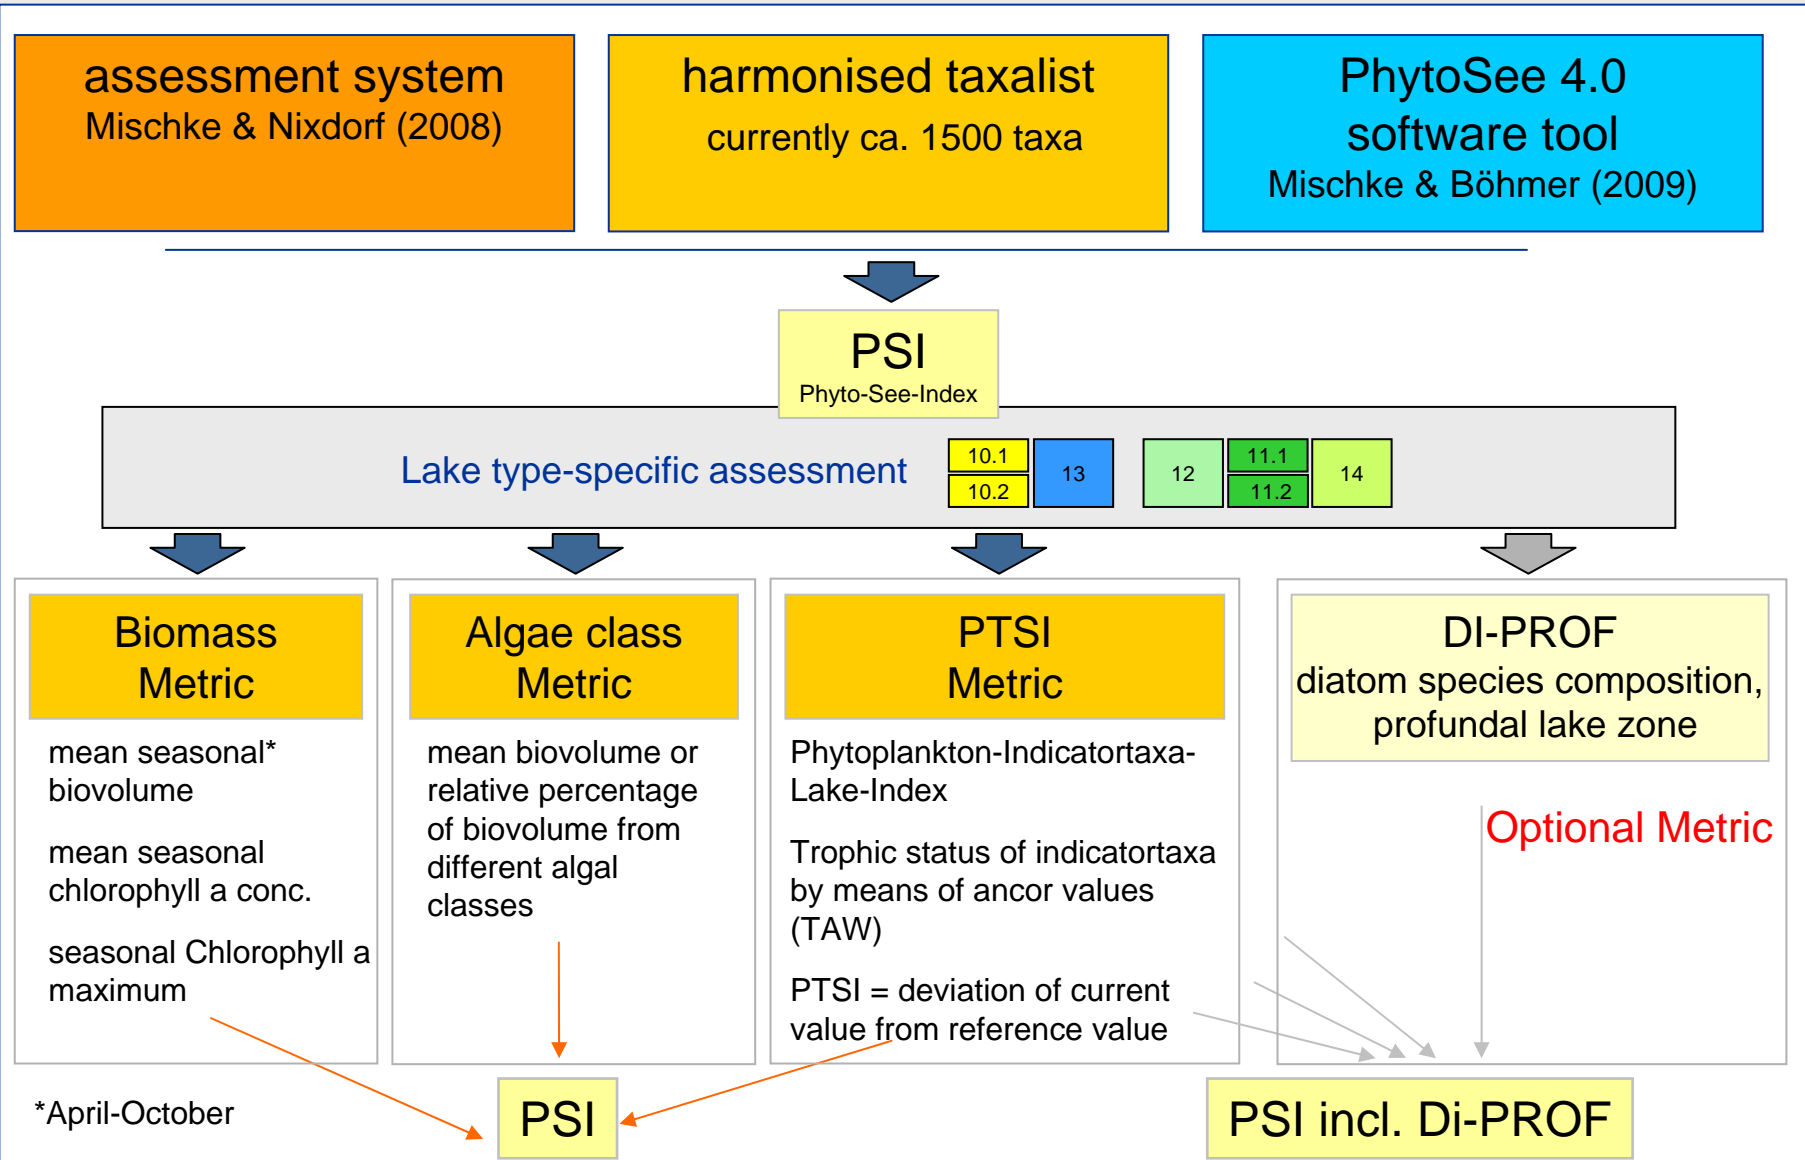 assessment system
Mischke & Nixdorf (2008)
harmonised taxalist
currently ca. 1500 taxa
PhytoSee 4.0
software tool
Mischke & Böhmer (2009)
PSI
Phyto-See-Index
Lake type-specific assessment
10.1
10.2
13
12
11.1
11.2
14
Biomass
Metric
mean seasonal*
biovolume
mean seasonal
chlorophyll a conc.
seasonal Chlorophyll a
maximum
Algae class
Metric
mean biovolume or
relative percentage
of biovolume from
different algal
classes
PTSI
Metric
Phytoplankton-Indicatortaxa-
Lake-Index
Trophic status of indicatortaxa
by means of ancor values
(TAW)
PTSI = deviation of current
value from reference value
DI-PROF
diatom species composition,
profundal lake zone
Optional Metric
*April-October
PSI
PSI incl. Di-PROF